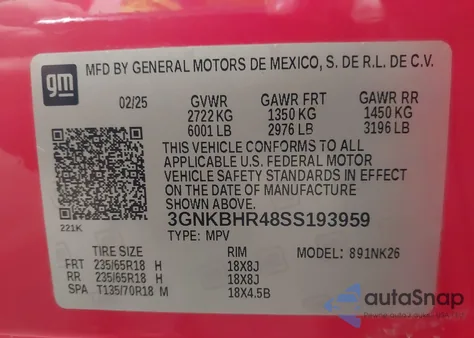 gm
MFD BY GENERAL MOTORS DE MEXICO, S. DE R.L. DE C.V.
02/25 GVWR GAWR FRT GAWR RR
2722 KG 1350 KG 1450 KG
6001 LB 2976 LB 3196 LB
THIS VEHICLE CONFORMS TO ALL
APPLICABLE U.S. FEDERAL MOTOR
VEHICLE SAFETY STANDARDS IN EFFECT
ON THE DATE OF MANUFACTURE
SHOWN ABOVE.
3GNKBHR48SS193959
221K TYPE: MPV
TIRE SIZE RIM MODEL: 891NK26
FRT 235/65R18 H 18X8J
RR 235/65R18 H 18X8J
SPA T135/70R18 M 18X4.5B
autoSnap